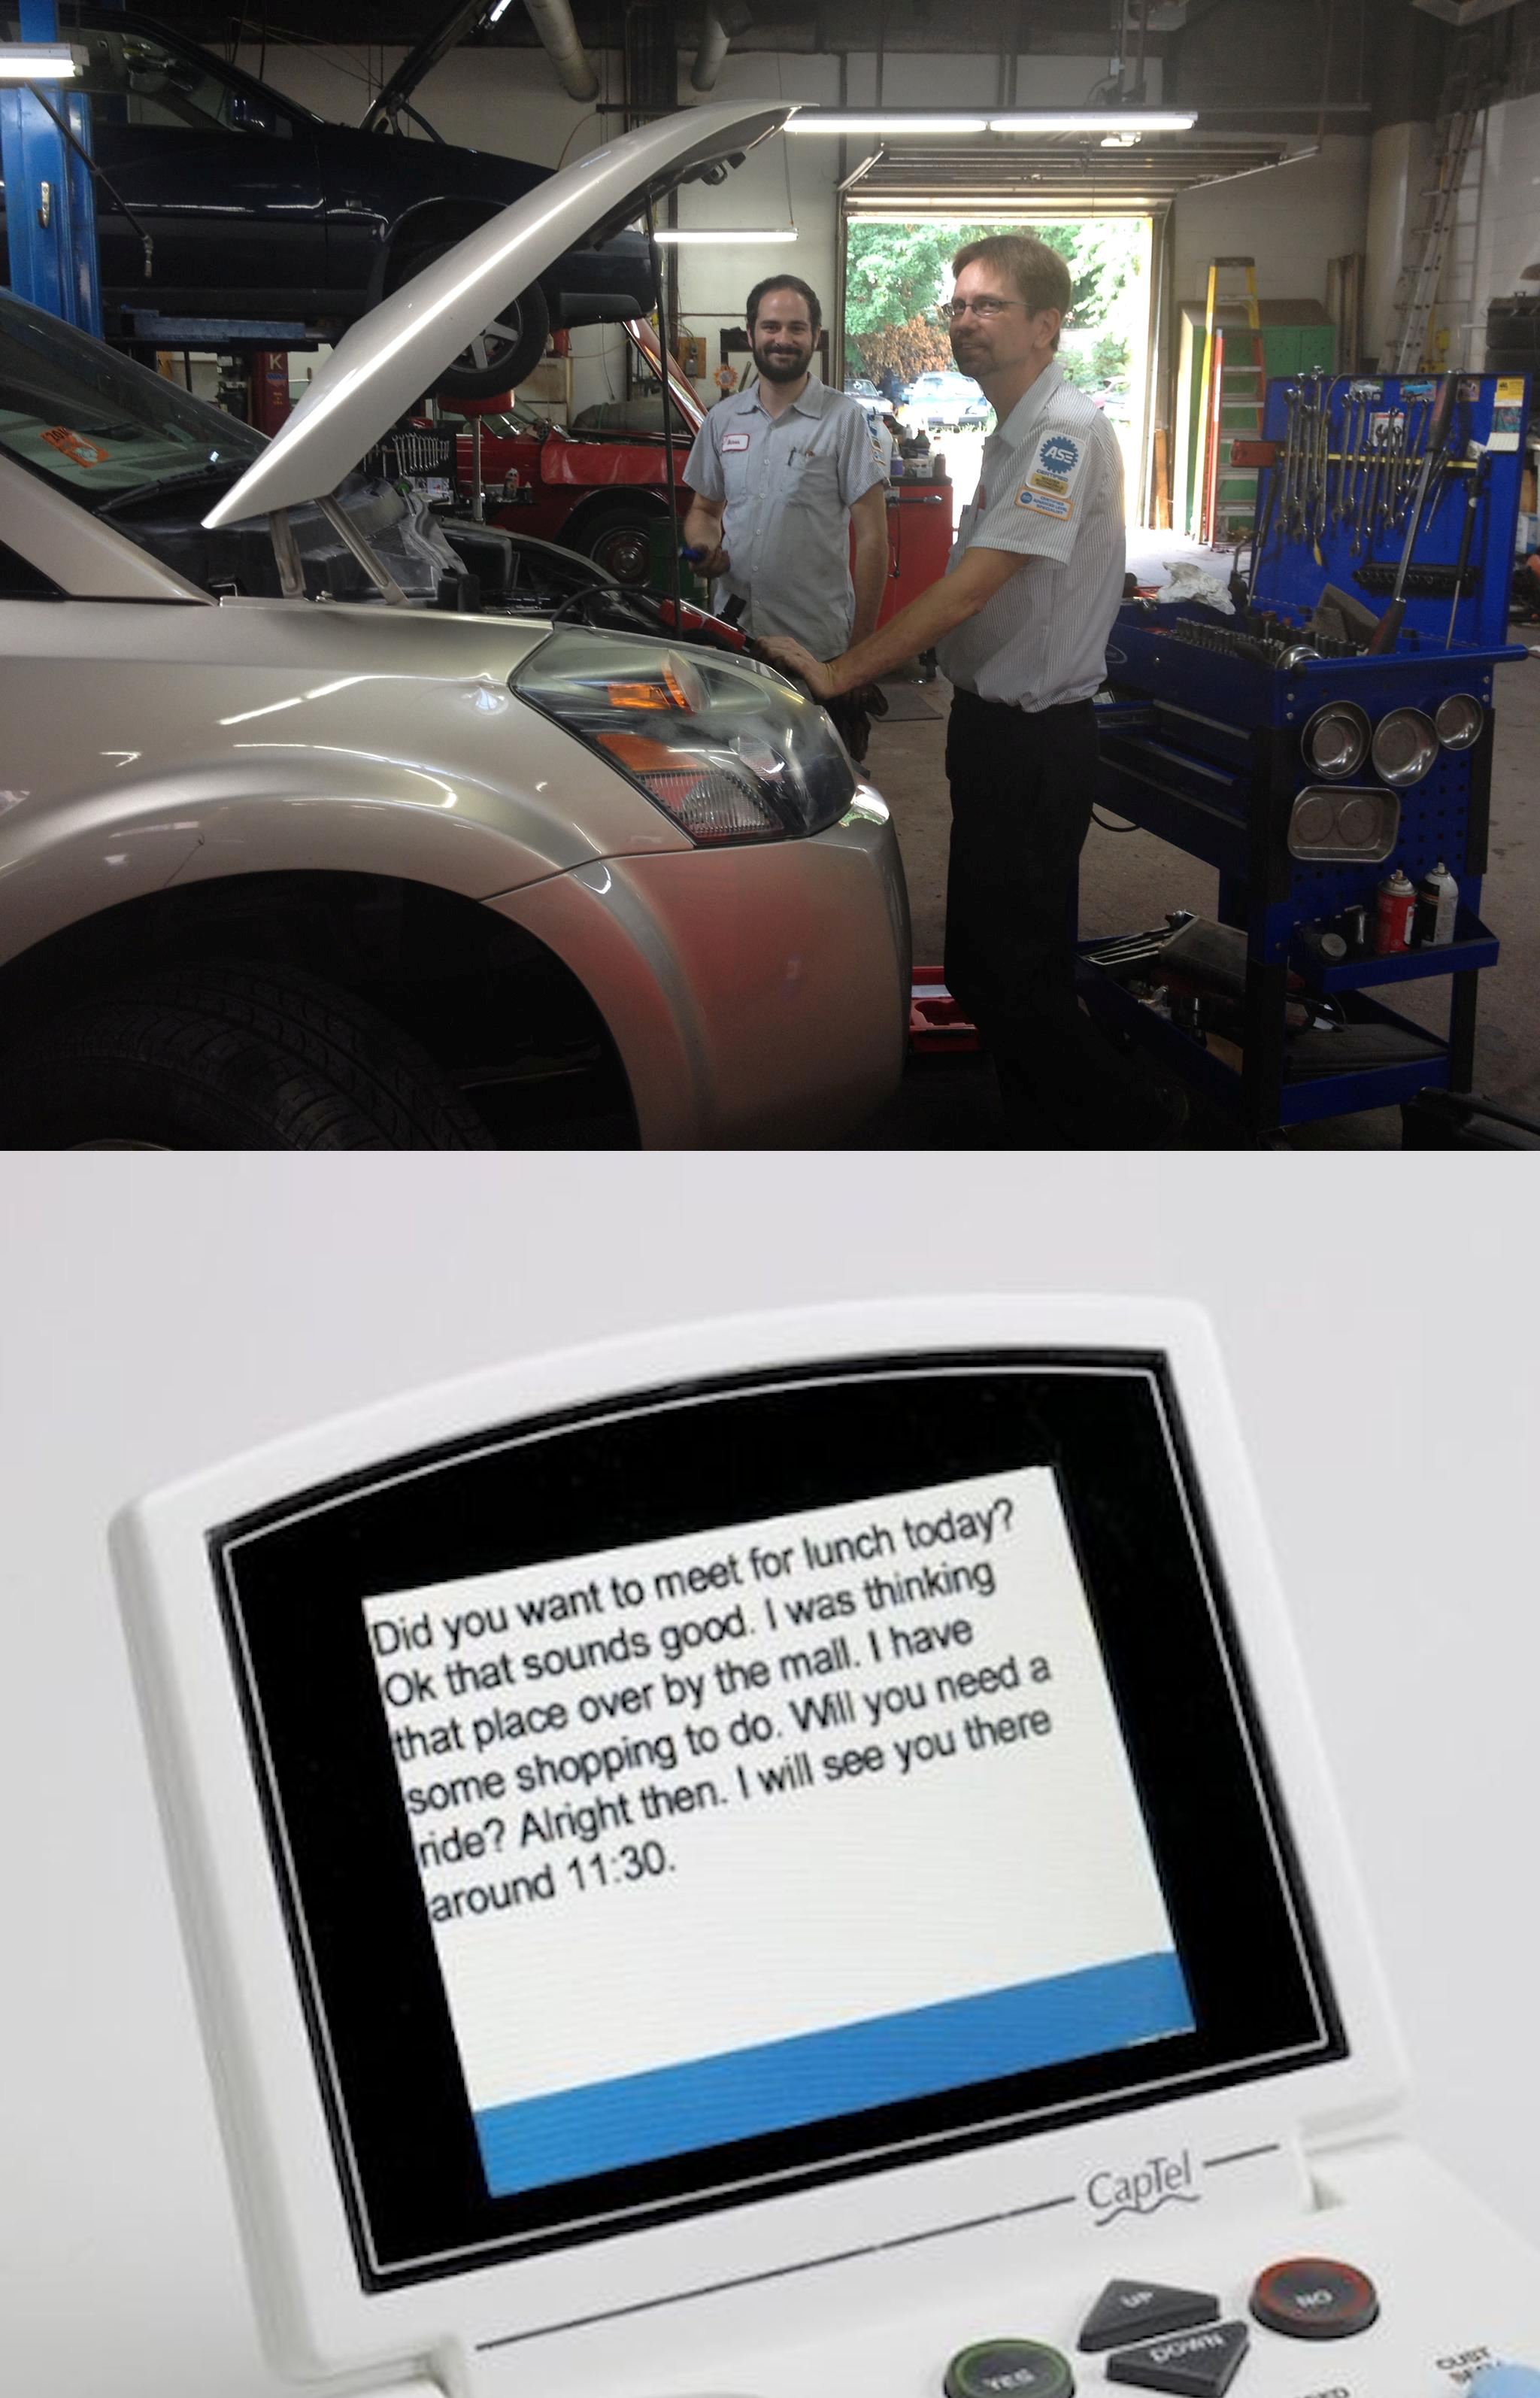 K
ASE
CERTIFIED
Did you want to meet for lunch today?
Ok that sounds good. I was thinking
that place over by the mall. I have
some shopping to do. Will you need a
ride? Alright then. I will see you there
around 11:30.
CapTel
UP
NO
DOWN
YES
CUST